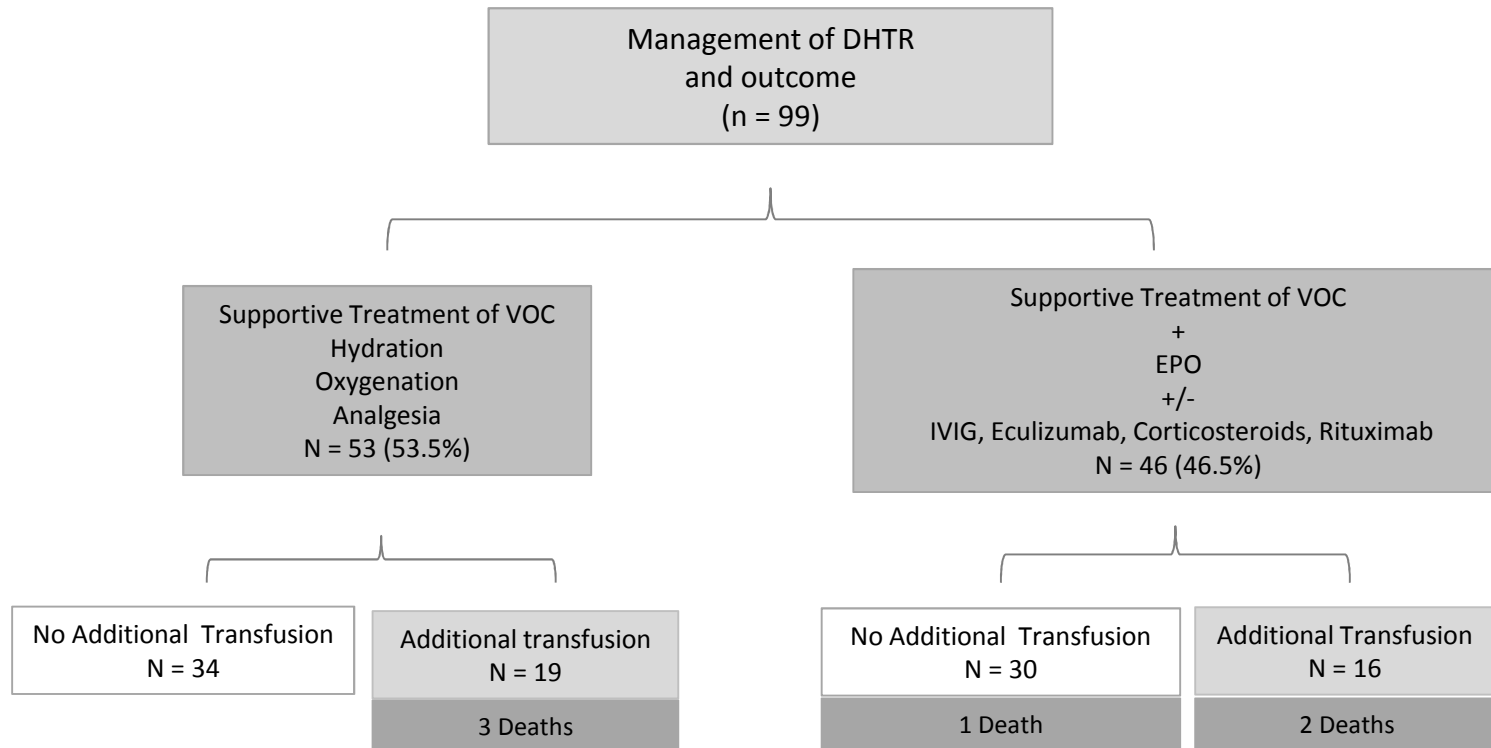 Management of DHTR
and outcome
(n = 99)
Supportive Treatment of VOC
Hydration
Oxygenation
Analgesia
N = 53 (53.5%)
Supportive Treatment of VOC
+
EPO
+/-
IVIG, Eculizumab, Corticosteroids, Rituximab
N = 46 (46.5%)
No Additional Transfusion
N = 34
Additional transfusion
N = 19
3 Deaths
No Additional Transfusion
N = 30
1 Death
Additional Transfusion
N = 16
2 Deaths